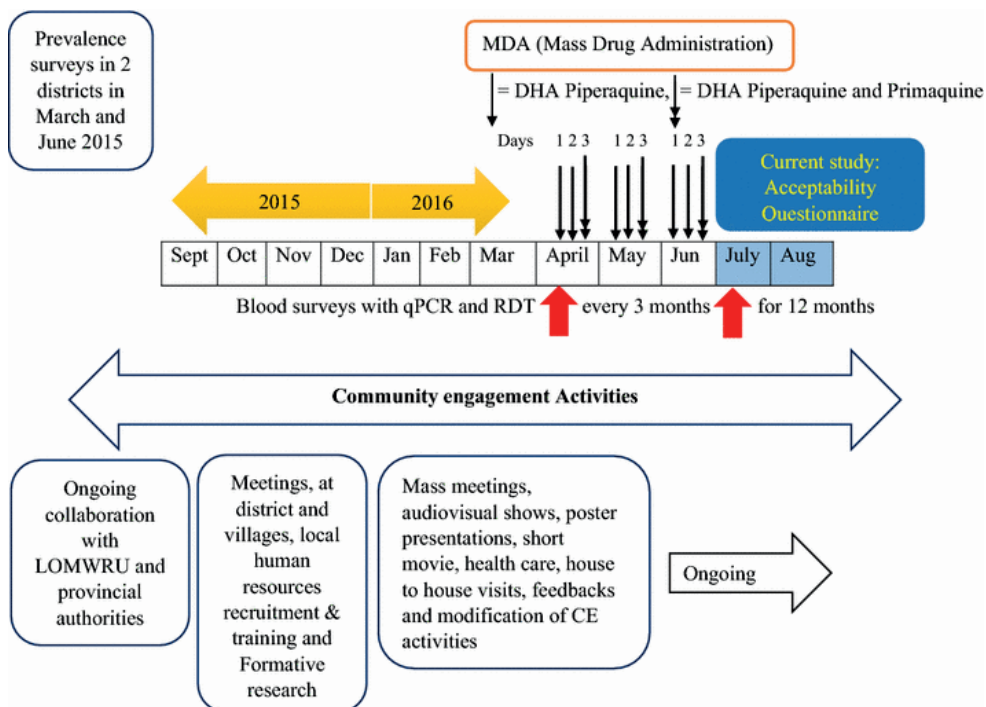 Prevalence
surveys in 2
districts in
March and
June 2015
MDA (Mass Drug Administration)
= DHA Piperaquine, = DHA Piperaquine and Primaquine
Days 1 2 3 1 2 3 1 2 3
Current study:
Acceptability
Ouestionnaire
2015 2016
Sept Oct Nov Dec Jan Feb Mar April May Jun July Aug
Blood surveys with qPCR and RDT every 3 months for 12 months
Community engagement Activities
Ongoing
collaboration
with
LOMWRU and
provincial
authorities
Meetings, at
district and
villages, local
human
resources
recruitment &
training and
Formative
research
Mass meetings,
audiovisual shows, poster
presentations, short
movie, health care, house
to house visits, feedbacks
and modification of CE
activities
Ongoing